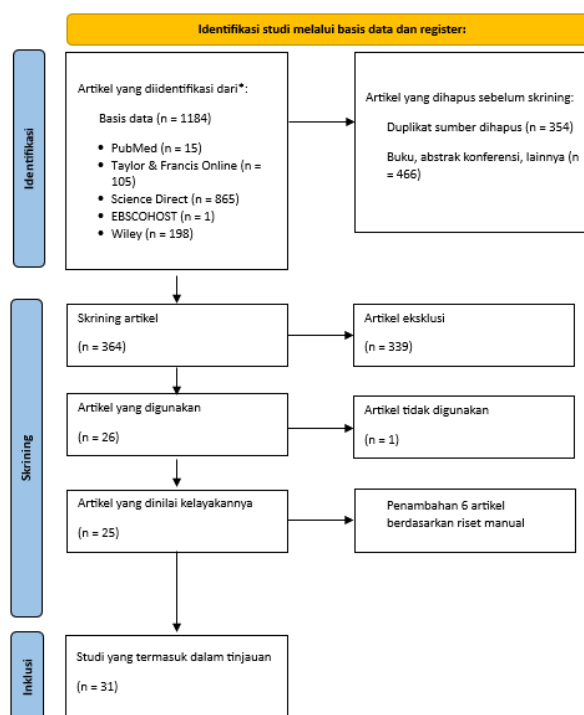 Identifikasi studi melalui basis data dan register:
Identifikasi
Artikel yang diidentifikasi dari*:
Basis data (n = 1184)
• PubMed (n = 15)
• Taylor & Francis Online (n =
105)
• Science Direct (n = 865)
• EBSCOHOST (n = 1)
• Wiley (n = 198)
Artikel yang dihapus sebelum skrining:
Duplikat sumber dihapus (n = 354)
Buku, abstrak konferensi, lainnya (n
= 466)
Skrining
Skrining artikel
(n = 364)
Artikel eksklusi
(n = 339)
Artikel yang digunakan
(n = 26)
Artikel tidak digunakan
(n = 1)
Artikel yang dinilai kelayakannya
(n = 25)
Penambahan 6 artikel
berdasarkan riset manual
Inklusi
Studi yang termasuk dalam tinjauan
(n = 31)